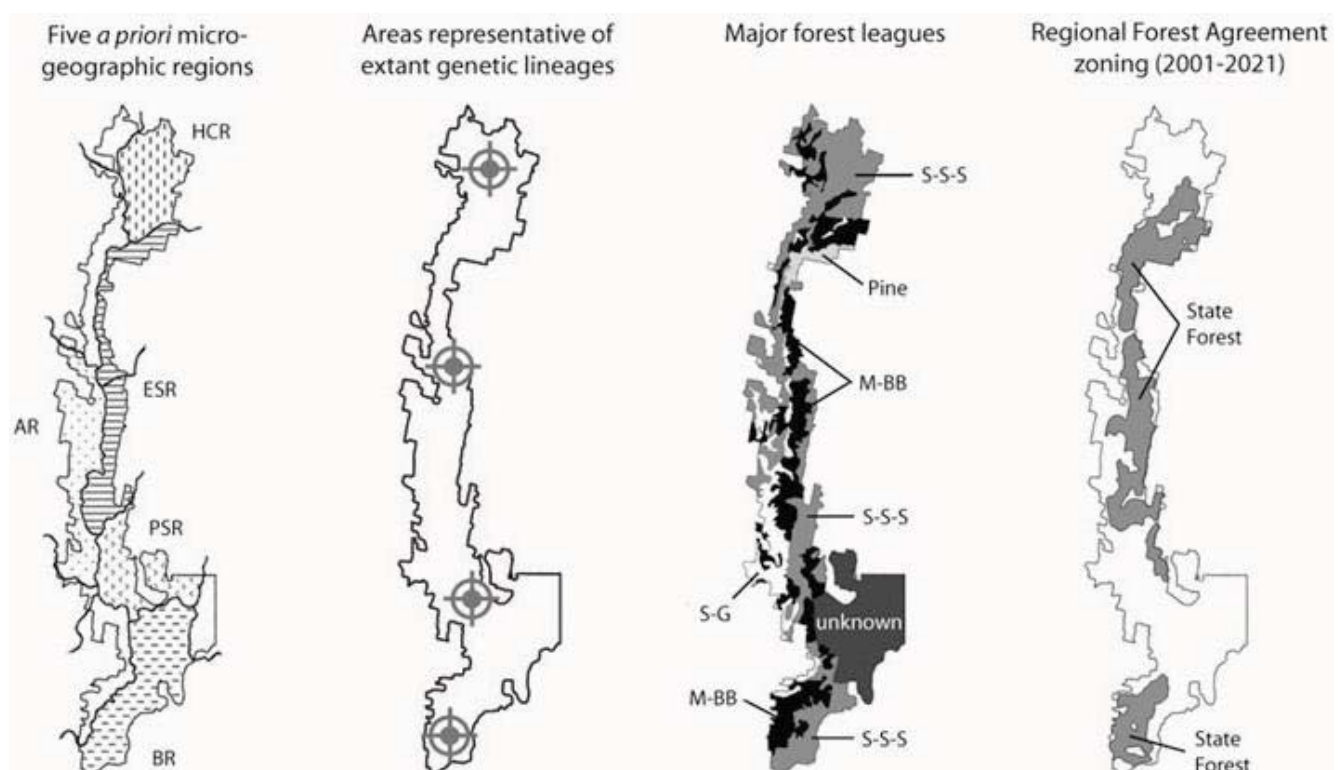 Five a priori micro-
geographic regions
Areas representative of
extant genetic lineages
Major forest leagues
Regional Forest Agreement
zoning (2001-2021)
HCR
ESR
AR
PSR
BR
S-S-S
Pine
M-BB
S-S-S
S-G
unknown
M-BB
S-S-S
State
Forest
State
Forest